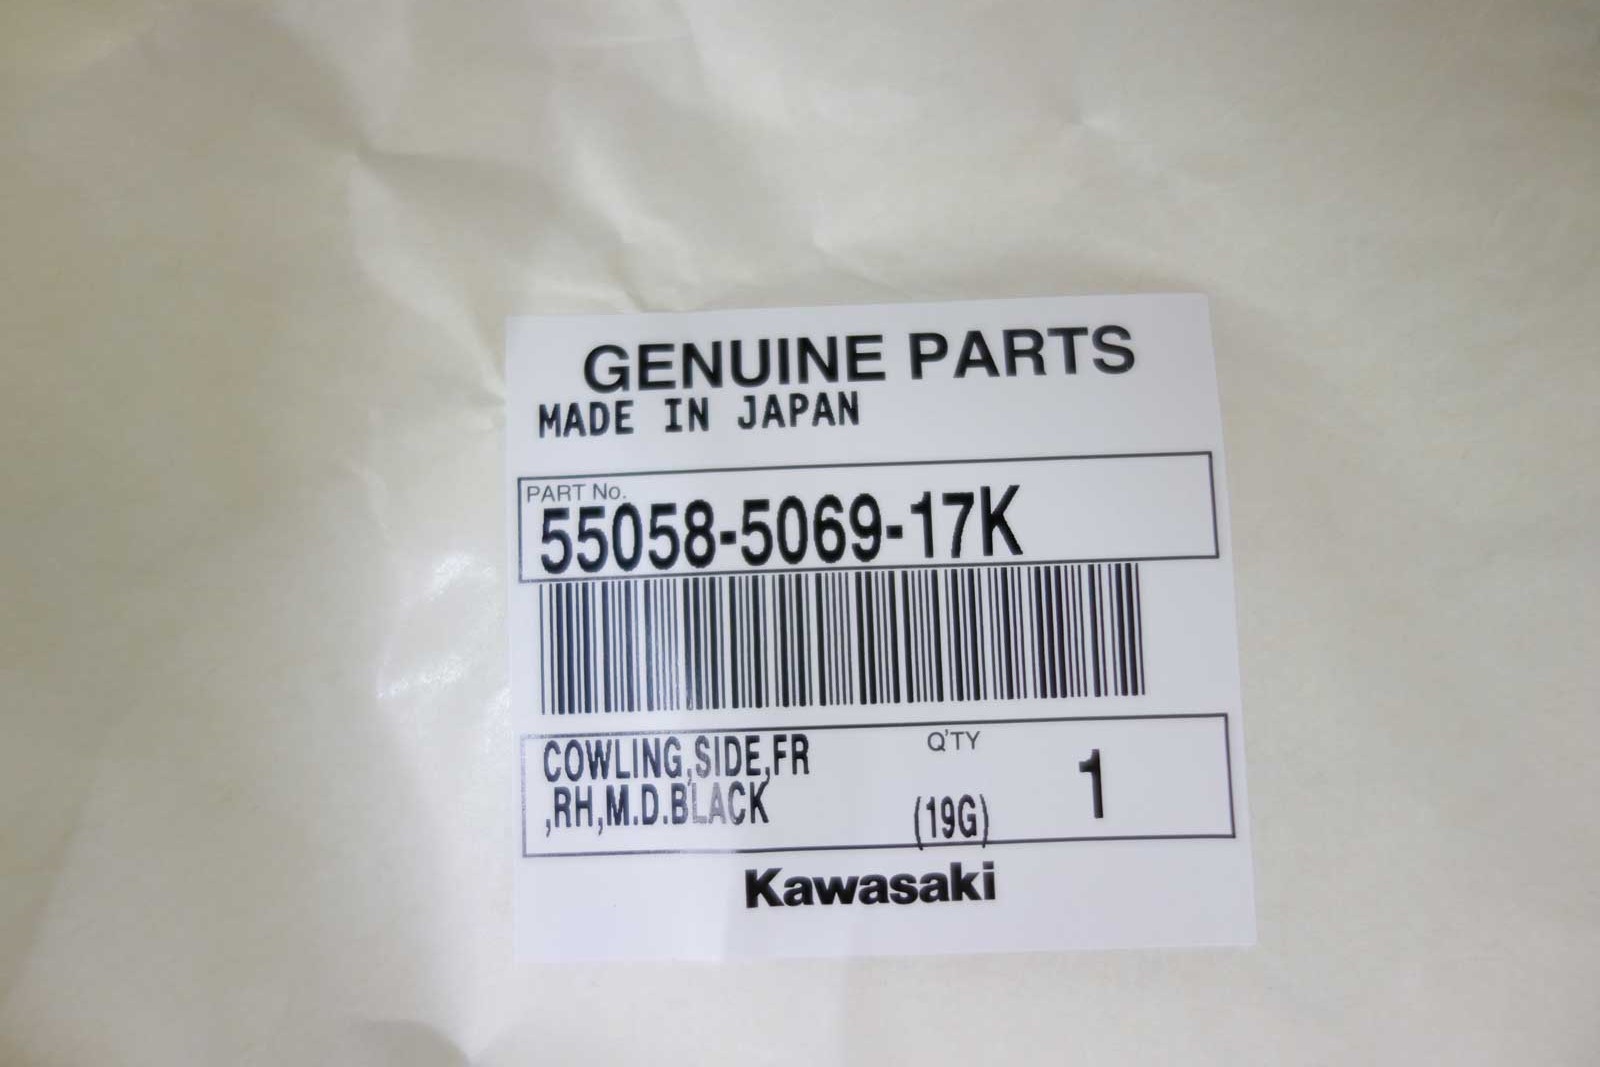 GENUINE PARTS
MADE IN JAPAN
PART No.
55058-5069-17K
COWLING,SIDE,FR
,RH,M.D.BLACK
Q'TY
(19G)
1
Kawasaki